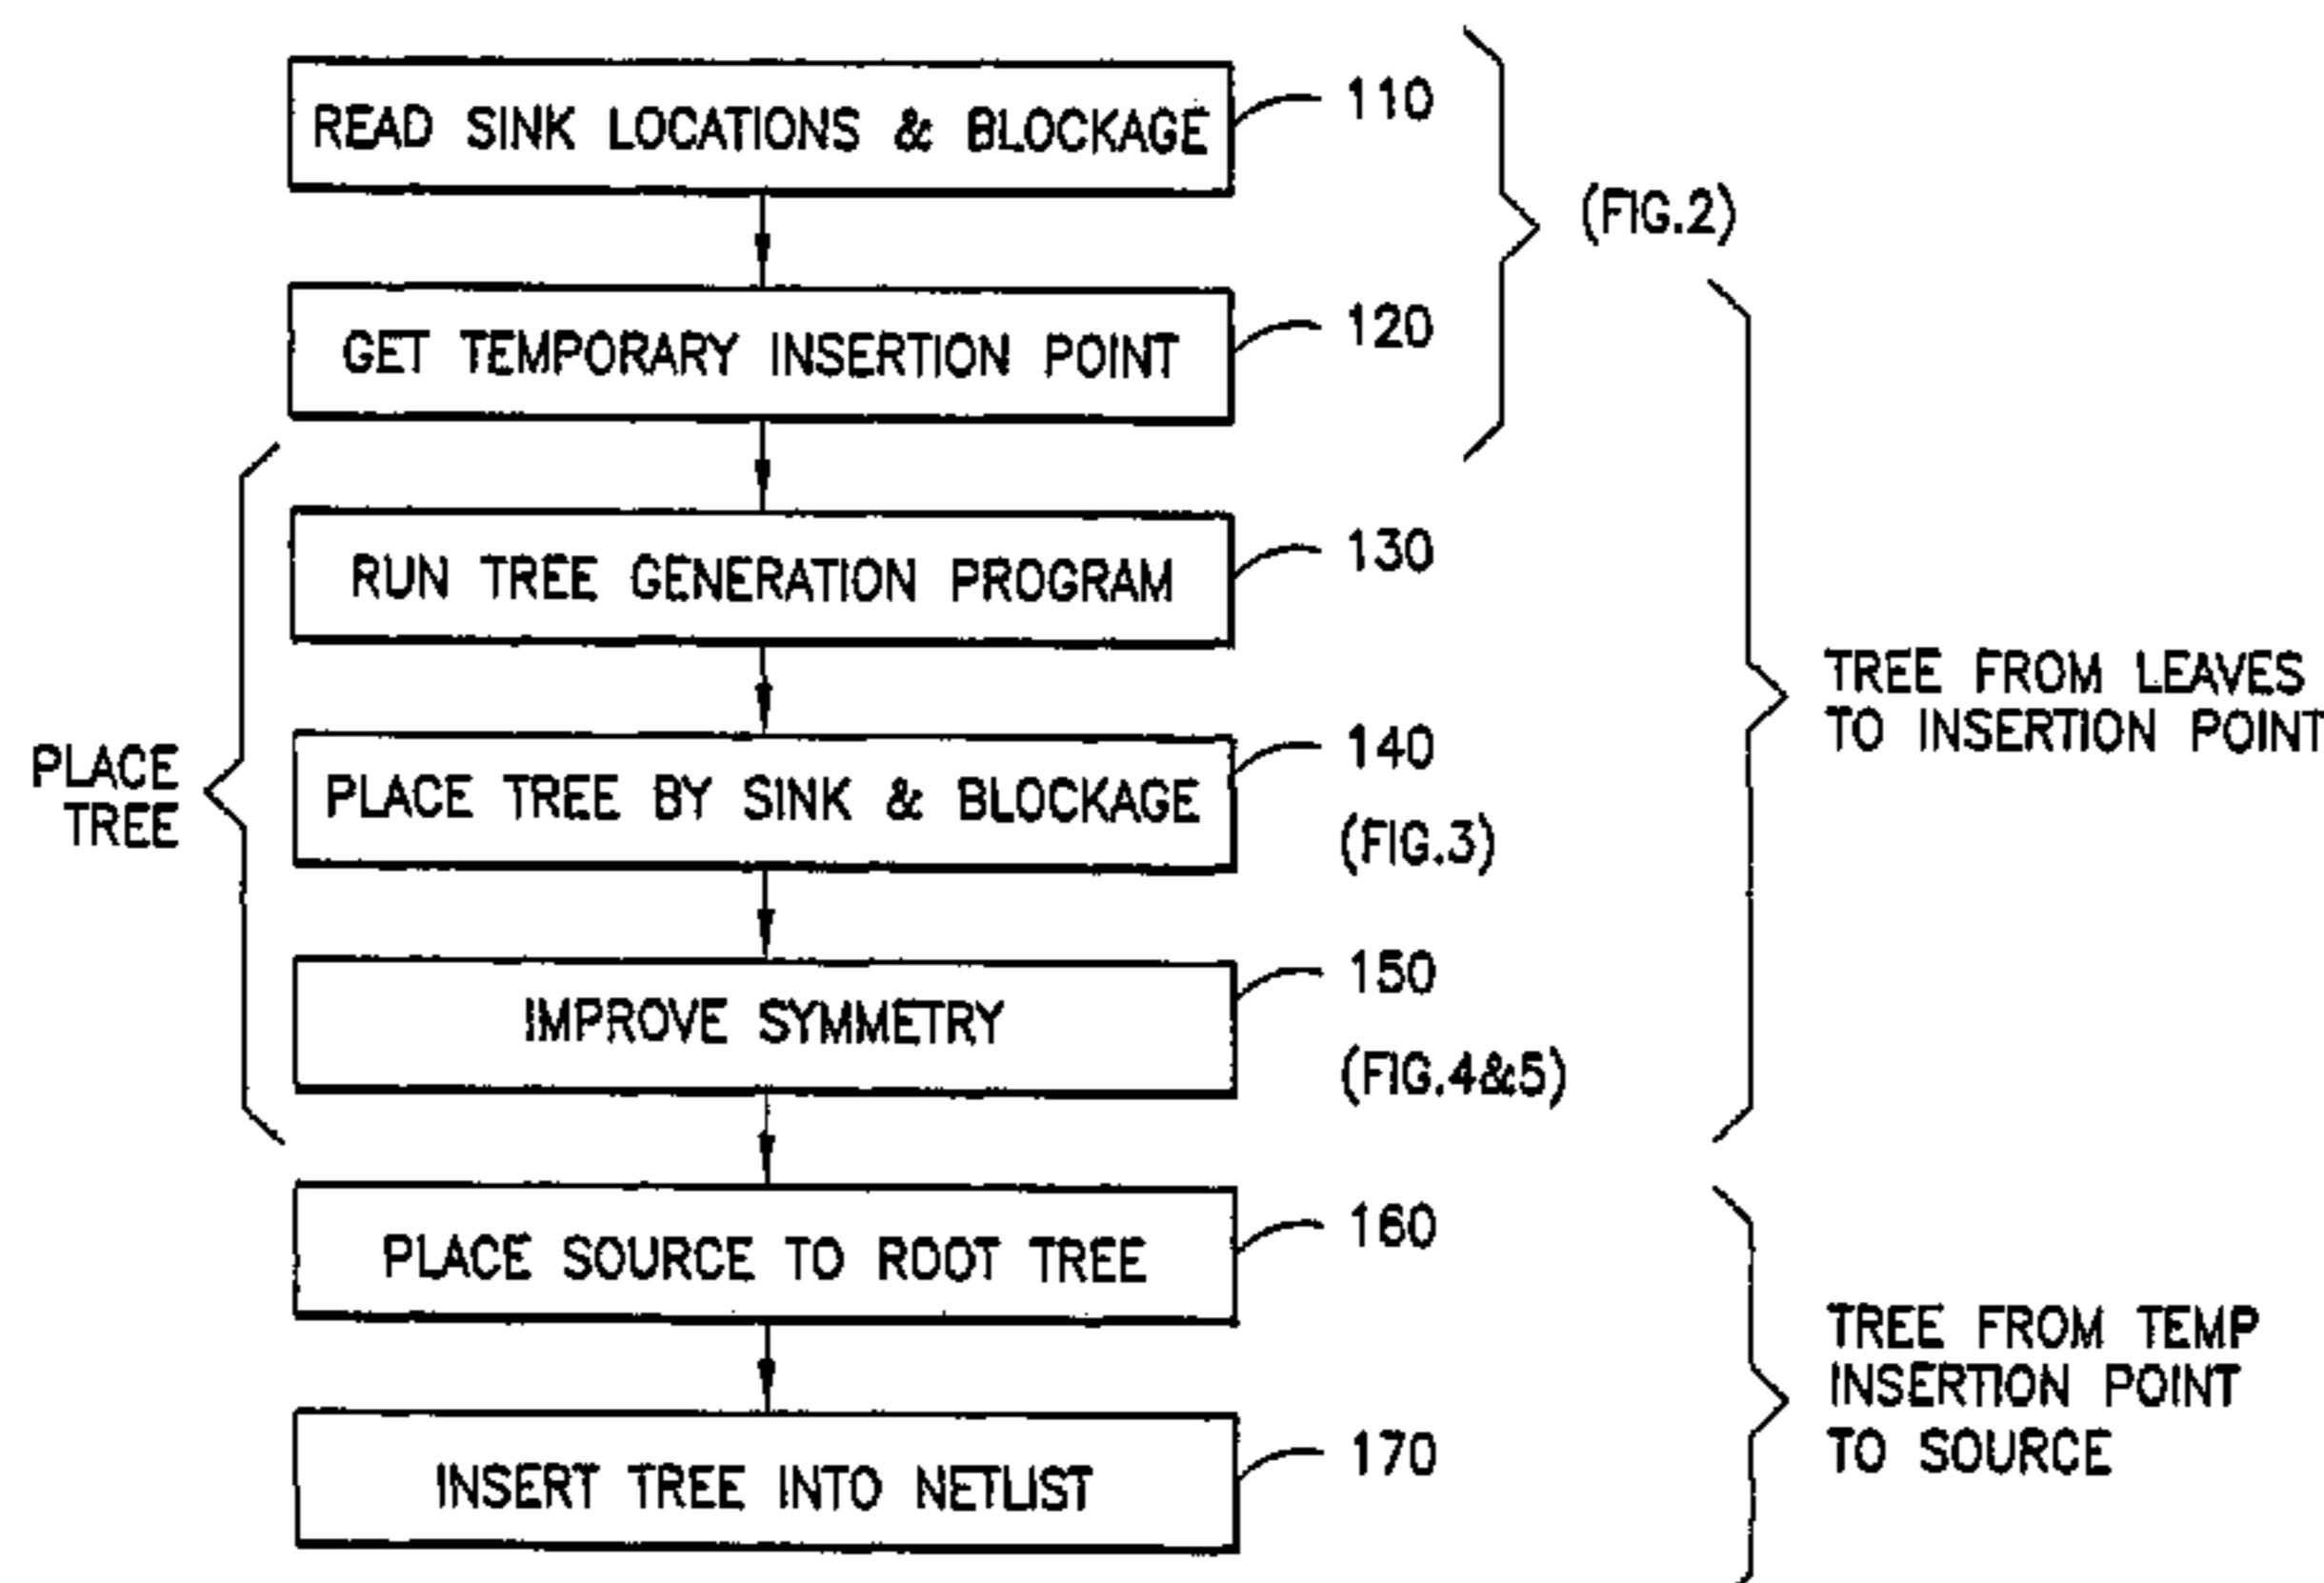 READ SINK LOCATIONS & BLOCKAGE
110
(FIG.2)
GET TEMPORARY INSERTION POINT
120
RUN TREE GENERATION PROGRAM
130
TREE FROM LEAVES
TO INSERTION POINT
PLACE
TREE
PLACE TREE BY SINK & BLOCKAGE
140
(FIG.3)
IMPROVE SYMMETRY
150
(FIG.4&5)
PLACE SOURCE TO ROOT TREE
160
TREE FROM TEMP
INSERTION POINT
TO SOURCE
INSERT TREE INTO NETLIST
170